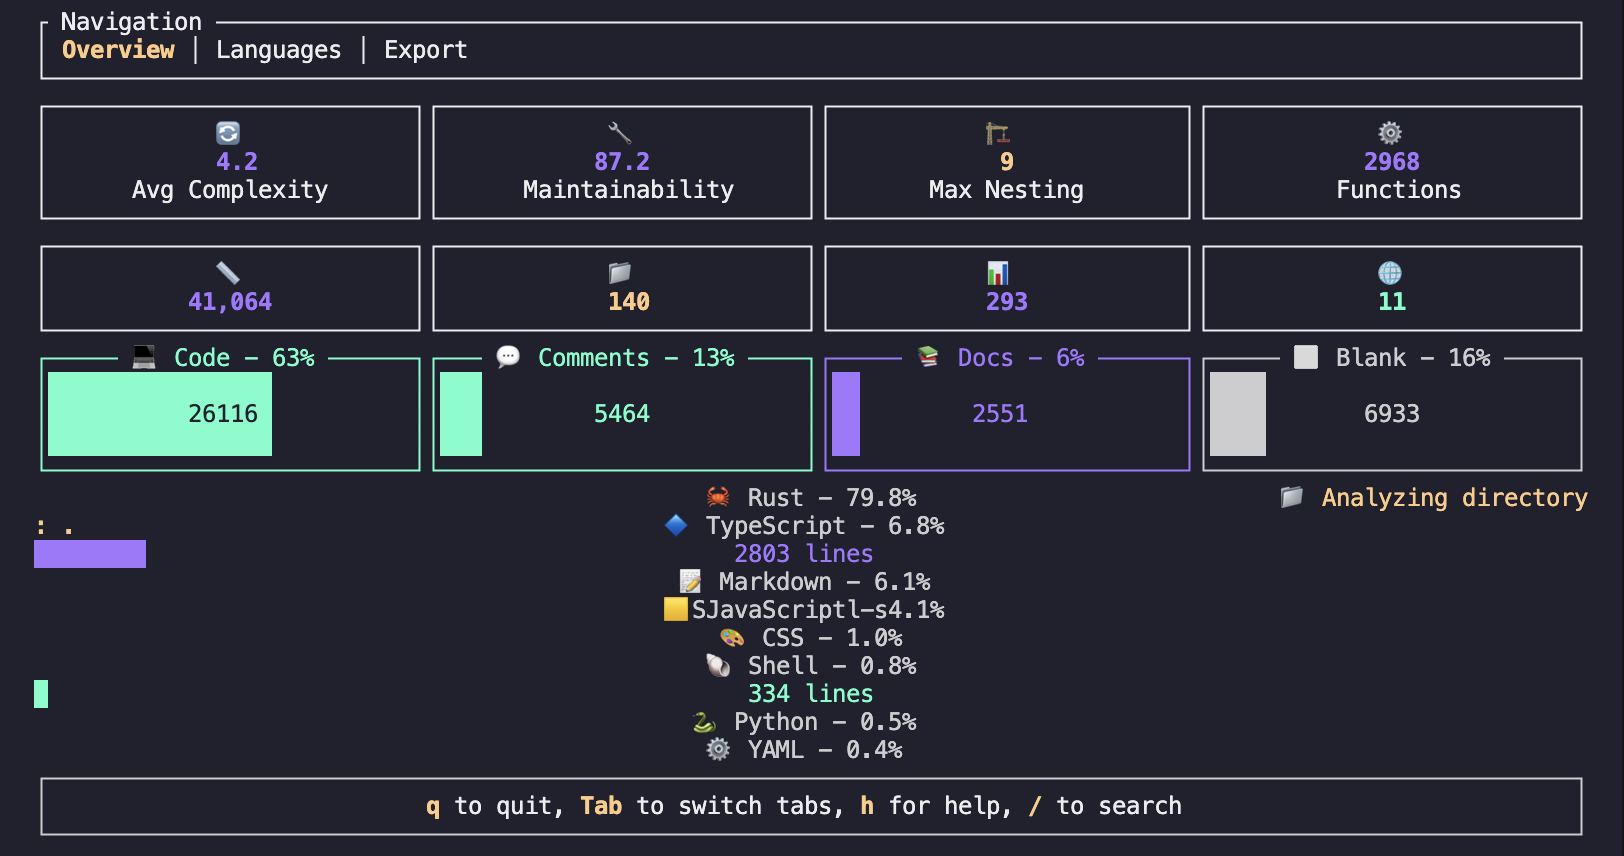 Navigation
Overview | Languages | Export
4.2
Avg Complexity
87.2
Maintainability
9
Max Nesting
2968
Functions
41,064
140
293
11
Code - 63%
26116
Comments - 13%
5464
Docs - 6%
2551
Blank - 16%
6933
Rust - 79.8%
Analyzing directory
: .
TypeScript - 6.8%
2803 lines
Markdown - 6.1%
SJavaScriptl-s4.1%
CSS - 1.0%
Shell - 0.8%
334 lines
Python - 0.5%
YAML - 0.4%
q to quit, Tab to switch tabs, h for help, / to search